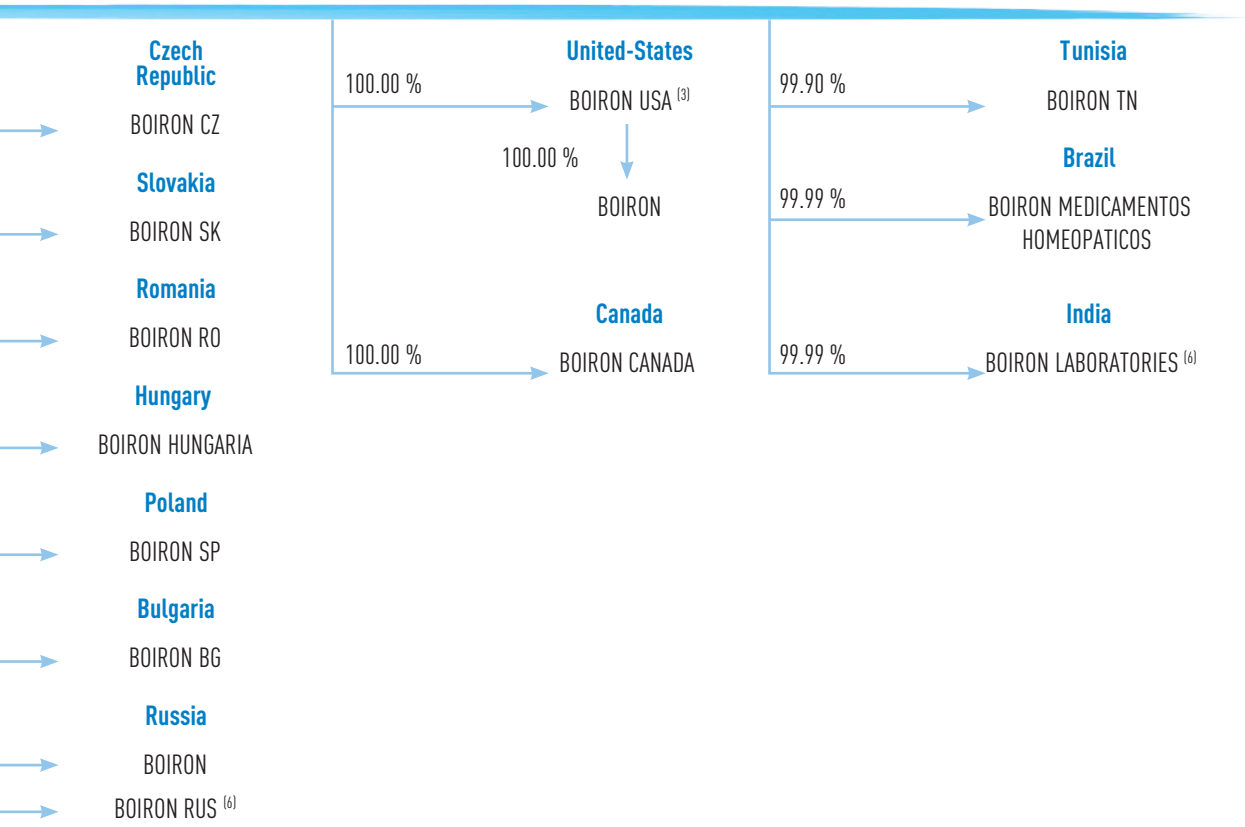 Czech
Republic
BOIRON CZ
Slovakia
BOIRON SK
Romania
BOIRON RO
Hungary
BOIRON HUNGARIA
Poland
BOIRON SP
Bulgaria
BOIRON BG
Russia
BOIRON
BOIRON RUS (6)
United-States
100.00 %
BOIRON USA (3)
100.00 %
BOIRON
Canada
100.00 %
BOIRON CANADA
Tunisia
99.90 %
BOIRON TN
Brazil
99.99 %
BOIRON MEDICAMENTOS
HOMEOPATICOS
India
99.99 %
BOIRON LABORATORIES (6)